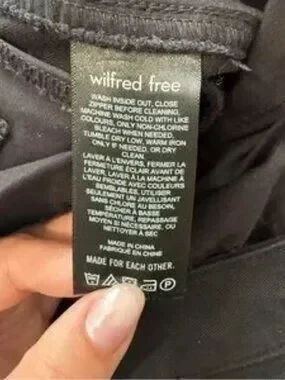 wilfred free
WASH INSIDE OUT, CLOSE
ZIPPER BEFORE CLEANING,
MACHINE WASH COLD WITH LIKE
COLOURS, ONLY NON-CHLORINE
BLEACH WHEN NEEDED,
TUMBLE DRY LOW, WARM IRON
ONLY IF NEEDED, OR DRY
CLEAN.
LAVER À L'ENVERS, FERMER LA
FERMETURE ÉCLAIR AVANT DE
LAVER, LAVER À LA MACHINE À
L'EAU FROIDE AVEC COULEURS
SEMBLABLES, UTILISER
SEULEMENT UN JAVELLISANT
SANS CHLORE AU BESOIN,
SÉCHER À BASSE
TEMPÉRATURE, REPASSAGE
MOYEN SI NÉCESSAIRE, OU
NETTOYER À SEC
MADE IN CHINA
FABRIQUÉ EN CHINE
MADE FOR EACH OTHER.
P